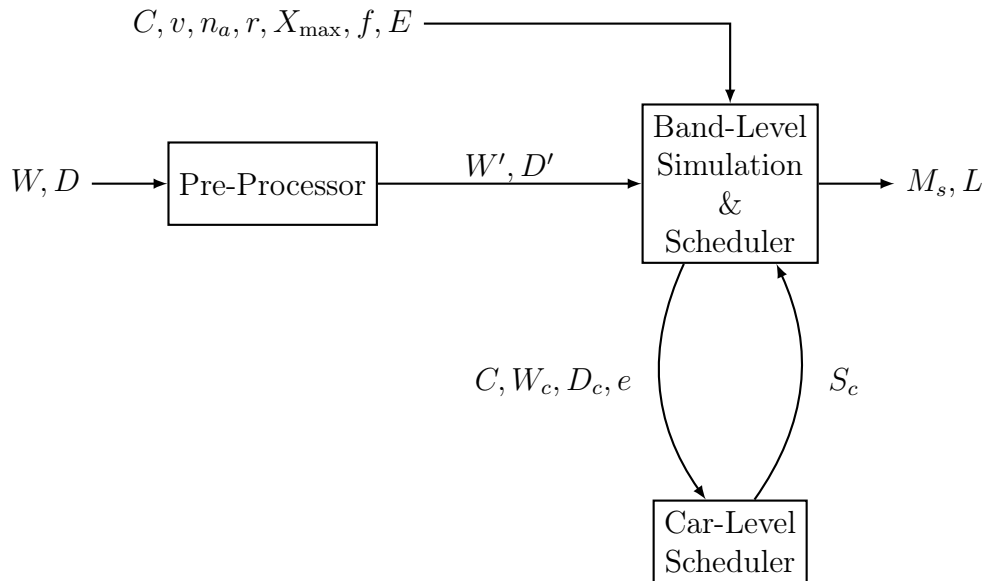 C, v, n_a, r, X_max, f, E
W, D
Pre-Processor
W', D'
Band-Level
Simulation
&
Scheduler
M_s, L
C, W_c, D_c, e
S_c
Car-Level
Scheduler